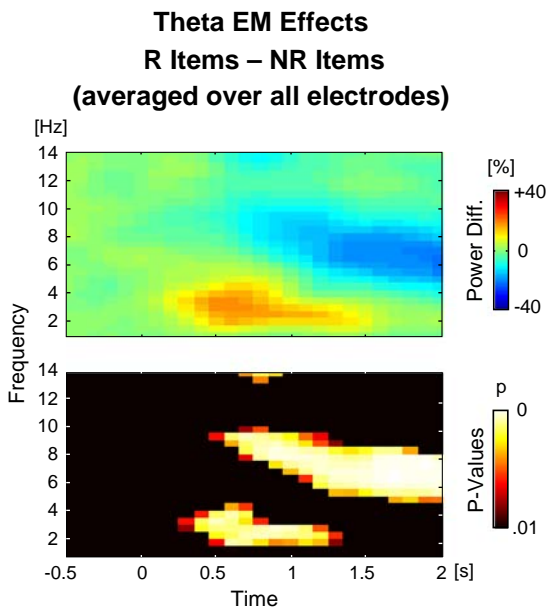 Theta EM Effects
R Items – NR Items
(averaged over all electrodes)
[Hz]
14
12
10
8
6
4
2
[%]
+40
0
-40
Power Diff.
Frequency
14
12
10
8
6
4
2
p
0
.01
P-Values
-0.5 0 0.5 1 1.5 2 [s]
Time